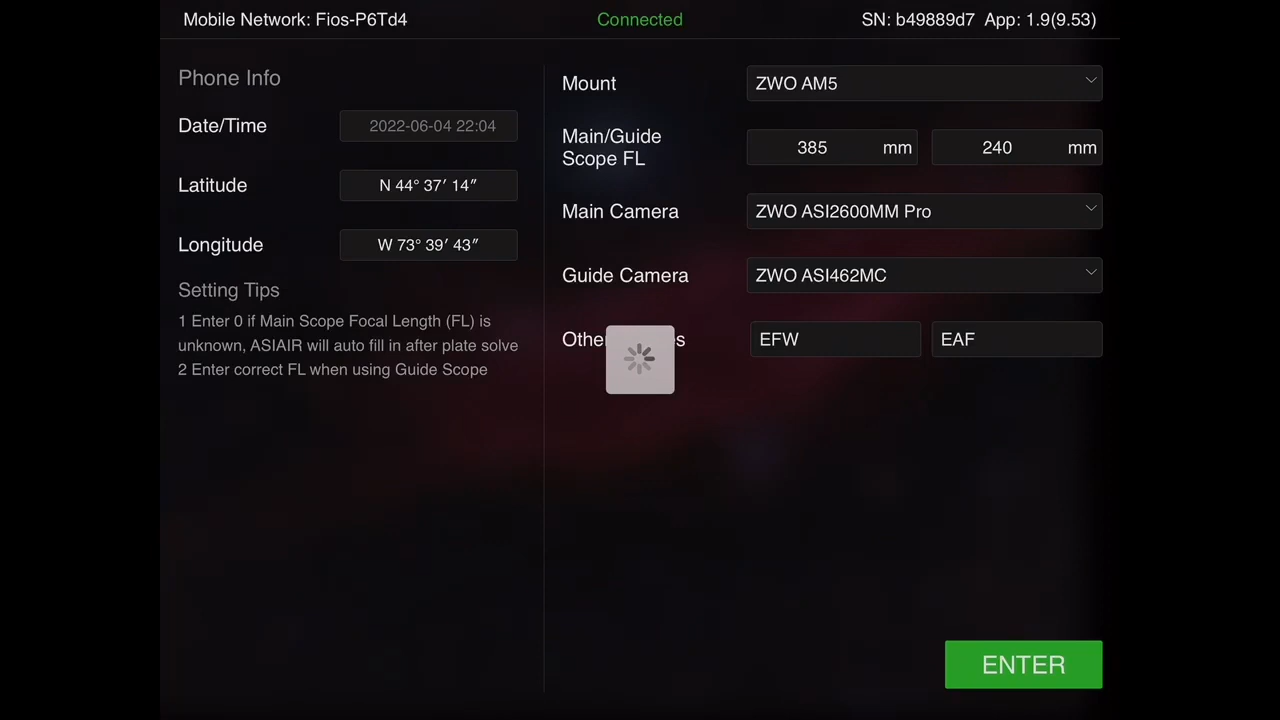 Mobile Network: Fios-P6Td4 Connected SN: b49889d7 App: 1.9(9.53)
Phone Info
Date/Time 2022-06-04 22:04
Latitude N 44° 37′ 14″
Longitude W 73° 39′ 43″
Setting Tips
1 Enter 0 if Main Scope Focal Length (FL) is
unknown, ASIAIR will auto fill in after plate solve
2 Enter correct FL when using Guide Scope
Mount ZWO AM5
Main/Guide
Scope FL 385 mm 240 mm
Main Camera ZWO ASI2600MM Pro
Guide Camera ZWO ASI462MC
EFW EAF
ENTER